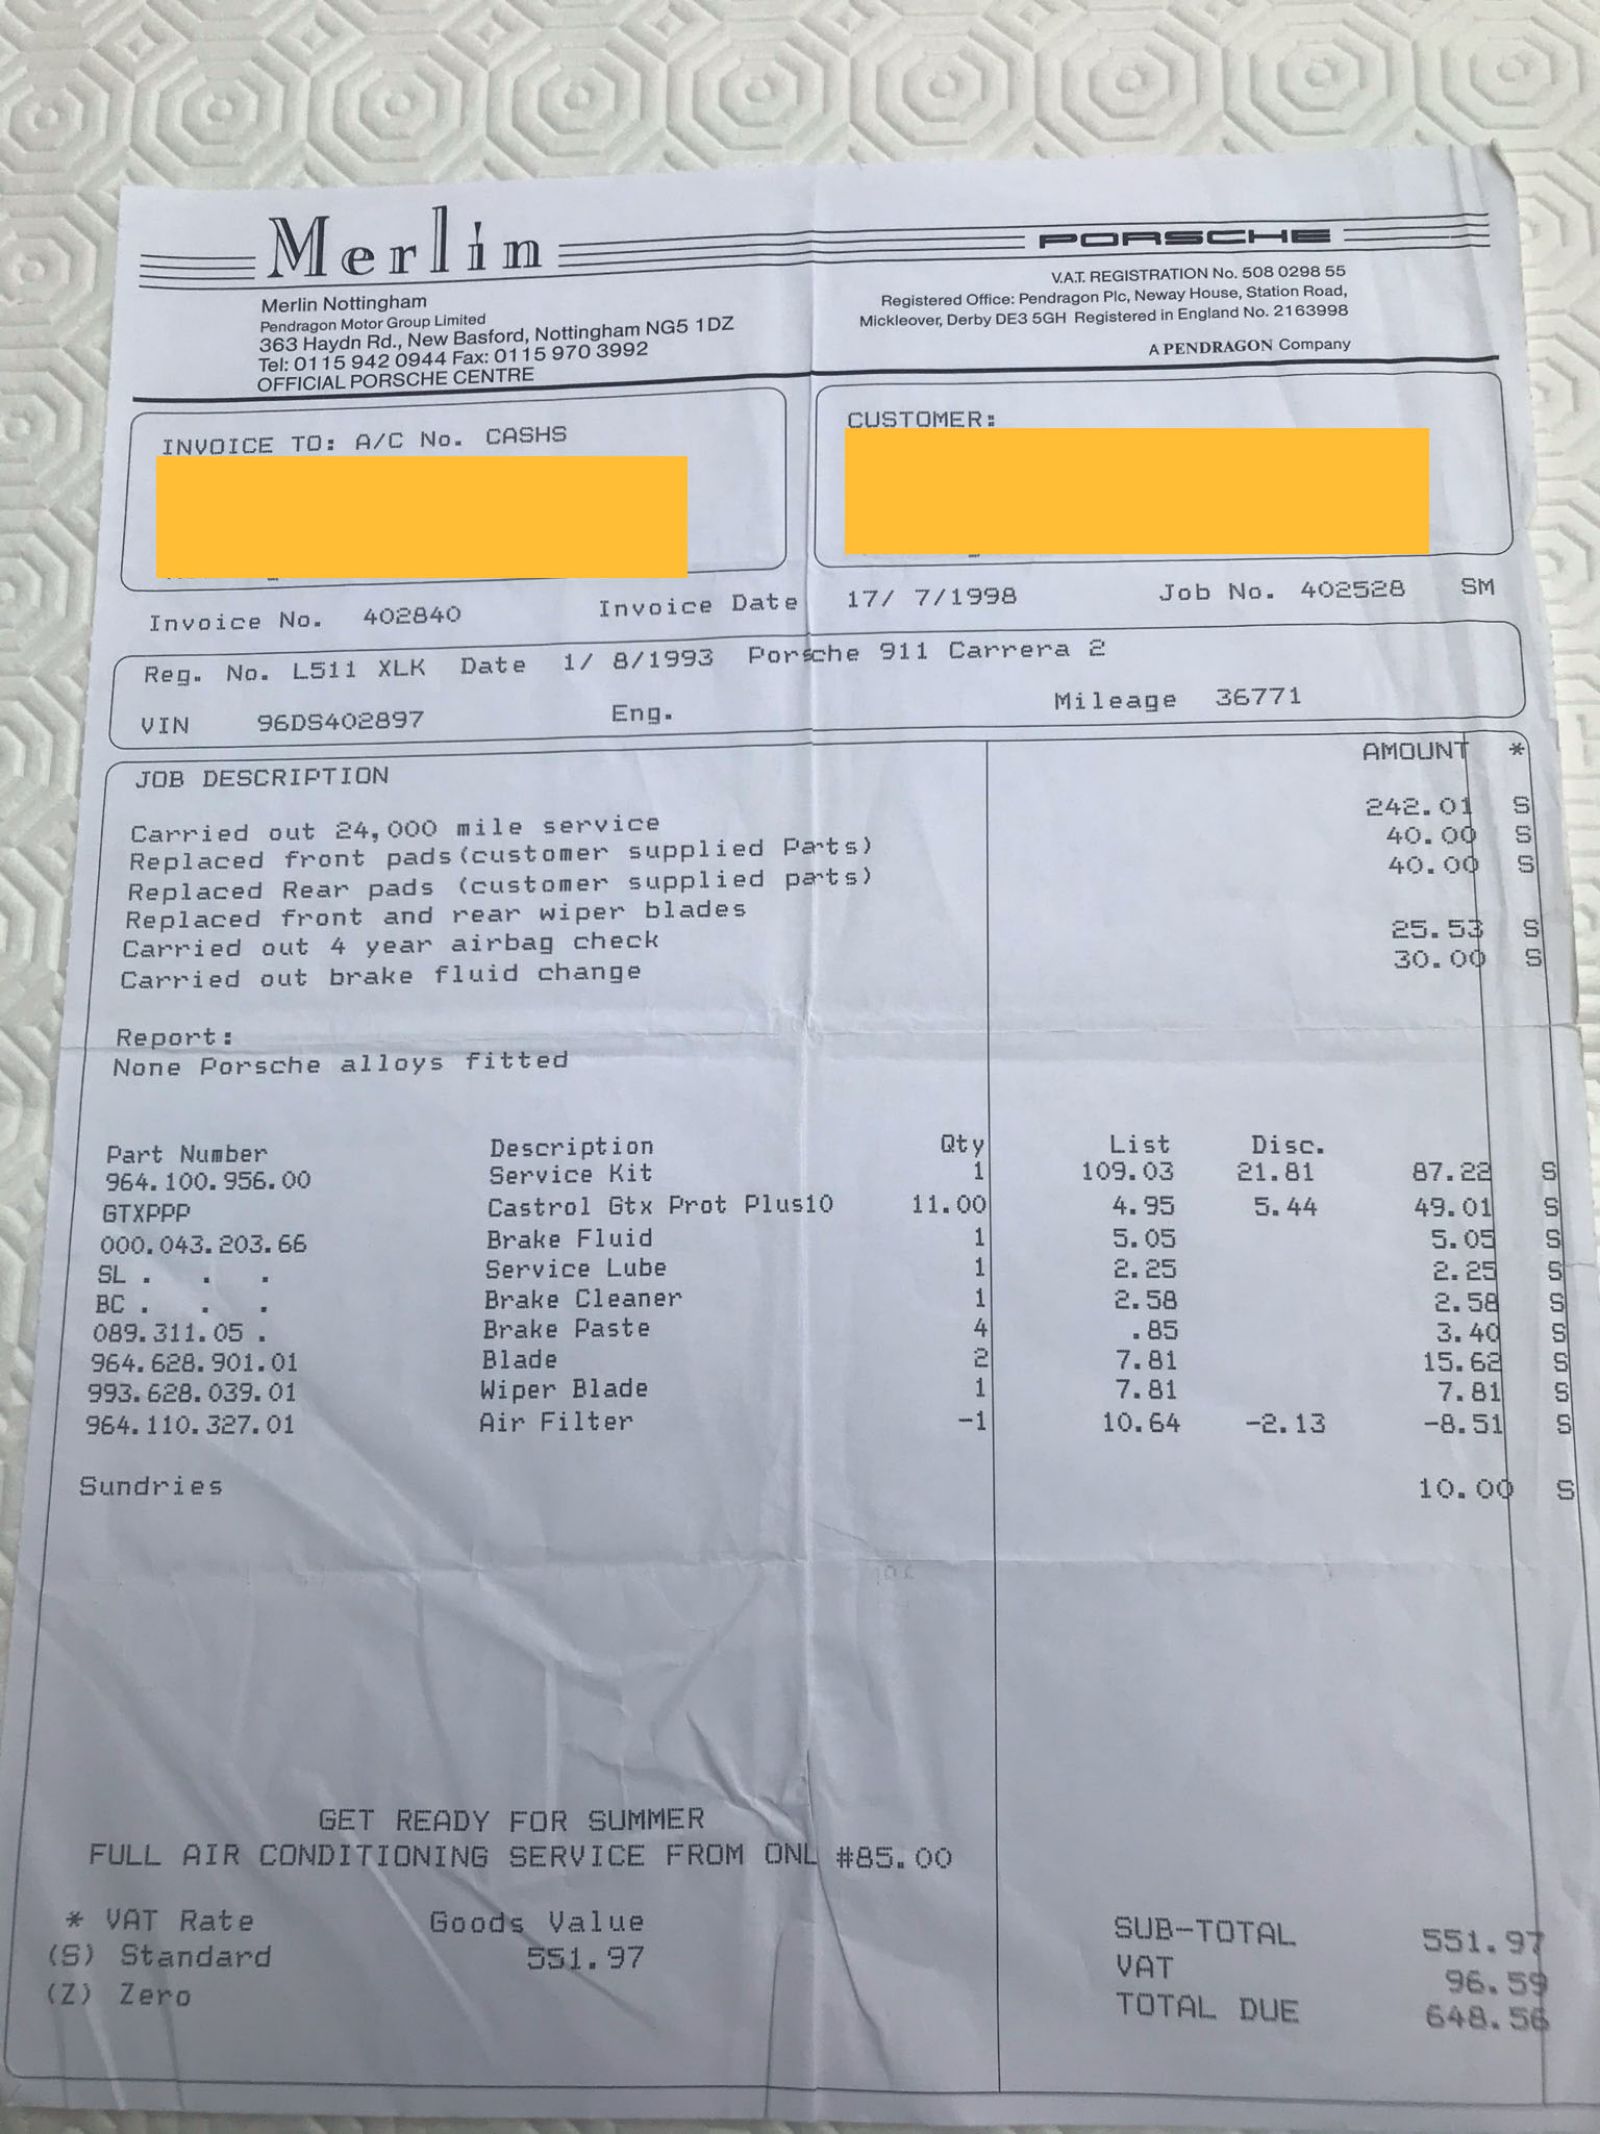 Merlin
PORSCHE
Merlin Nottingham
Pendragon Motor Group Limited
363 Haydn Rd., New Basford, Nottingham NG5 1DZ
Tel: 0115 942 0944 Fax: 0115 970 3992
OFFICIAL PORSCHE CENTRE
V.A.T. REGISTRATION No. 508 0298 55
Registered Office: Pendragon Plc, Neway House, Station Road,
Mickleover, Derby DE3 5GH Registered in England No. 2163998
A PENDRAGON Company
INVOICE TO: A/C No. CASHS
CUSTOMER:
Invoice No. 402840 Invoice Date 17/ 7/1998 Job No. 402528 SM
Reg. No. L511 XLK Date 1/ 8/1993 Porsche 911 Carrera 2
VIN 96DS402897 Eng. Mileage 36771
JOB DESCRIPTION AMOUNT *
Carried out 24,000 mile service 242.01 S
Replaced front pads(customer supplied Parts) 40.00 S
Replaced Rear pads (customer supplied parts) 40.00 S
Replaced front and rear wiper blades
Carried out 4 year airbag check 25.53 S
Carried out brake fluid change 30.00 S
Report:
None Porsche alloys fitted
Part Number Description Qty List Disc.
964.100.956.00 Service Kit 1 109.03 21.81 87.22 S
GTXPPP Castrol Gtx Prot Plus10 11.00 4.95 5.44 49.01 S
000.043.203.66 Brake Fluid 1 5.05 5.05 S
SL . . . Service Lube 1 2.25 2.25 S
BC . . . Brake Cleaner 1 2.58 2.58 S
089.311.05 . Brake Paste 4 .85 3.40 S
964.628.901.01 Blade 2 7.81 15.62 S
993.628.039.01 Wiper Blade 1 7.81 7.81 S
964.110.327.01 Air Filter -1 10.64 -2.13 -8.51 S
Sundries 10.00 S
GET READY FOR SUMMER
FULL AIR CONDITIONING SERVICE FROM ONL #85.00
* VAT Rate Goods Value SUB-TOTAL 551.97
(S) Standard 551.97 VAT 96.59
(Z) Zero TOTAL DUE 648.56